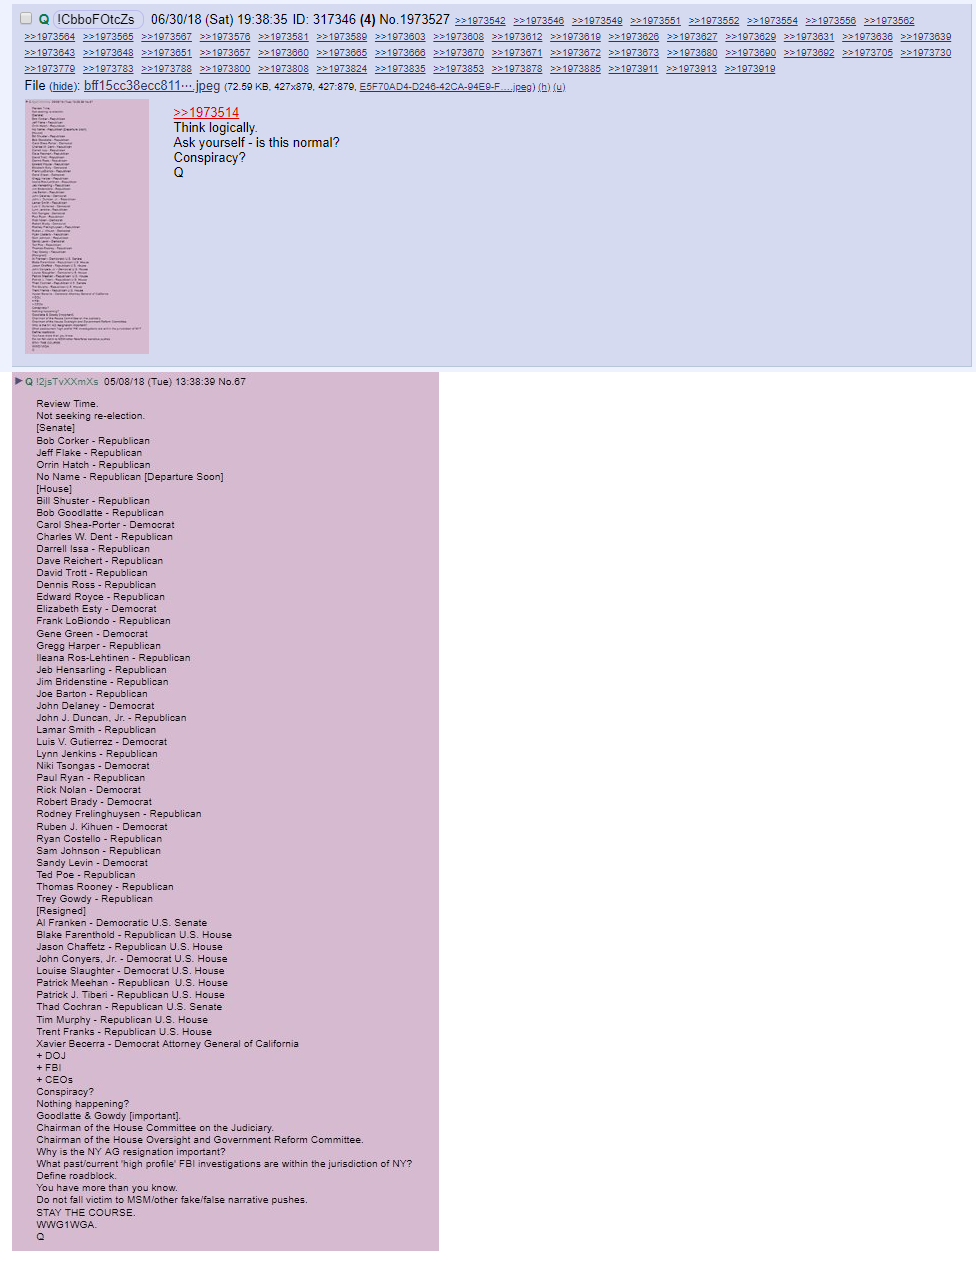 Q !CbboFOtcZs 06/30/18 (Sat) 19:38:35 ID: 317346 (4) No.1973527 >>1973542 >>1973546 >>1973549 >>1973551 >>1973552 >>1973554 >>1973556 >>1973562
>>1973564 >>1973565 >>1973567 >>1973576 >>1973581 >>1973589 >>1973603 >>1973608 >>1973612 >>1973619 >>1973626 >>1973627 >>1973629 >>1973631 >>1973636 >>1973639
>>1973643 >>1973648 >>1973651 >>1973657 >>1973660 >>1973665 >>1973666 >>1973670 >>1973671 >>1973672 >>1973673 >>1973680 >>1973690 >>1973692 >>1973705 >>1973730
>>1973779 >>1973783 >>1973788 >>1973800 >>1973808 >>1973824 >>1973835 >>1973853 >>1973878 >>1973885 >>1973911 >>1973913 >>1973919
File (hide): bff15cc38ecc811···.jpeg (72.59 KB, 427x879, 427:879, E5F70AD4-D246-42CA-94E9-F....jpeg) (h) (u)
>>1973514
Think logically.
Ask yourself - is this normal?
Conspiracy?
Q
Q !2jsTvXXmXs 05/08/18 (Tue) 13:38:39 No.67
Review Time.
Not seeking re-election.
[Senate]
Bob Corker - Republican
Jeff Flake - Republican
Orrin Hatch - Republican
No Name - Republican [Departure Soon]
[House]
Bill Shuster - Republican
Bob Goodlatte - Republican
Carol Shea-Porter - Democrat
Charles W. Dent - Republican
Darrell Issa - Republican
Dave Reichert - Republican
David Trott - Republican
Dennis Ross - Republican
Edward Royce - Republican
Elizabeth Esty - Democrat
Frank LoBiondo - Republican
Gene Green - Democrat
Gregg Harper - Republican
Ileana Ros-Lehtinen - Republican
Jeb Hensarling - Republican
Jim Bridenstine - Republican
Joe Barton - Republican
John Delaney - Democrat
John J. Duncan, Jr. - Republican
Lamar Smith - Republican
Luis V. Gutierrez - Democrat
Lynn Jenkins - Republican
Niki Tsongas - Democrat
Paul Ryan - Republican
Rick Nolan - Democrat
Robert Brady - Democrat
Rodney Frelinghuysen - Republican
Ruben J. Kihuen - Democrat
Ryan Costello - Republican
Sam Johnson - Republican
Sandy Levin - Democrat
Ted Poe - Republican
Thomas Rooney - Republican
Trey Gowdy - Republican
[Resigned]
Al Franken - Democratic U.S. Senate
Blake Farenthold - Republican U.S. House
Jason Chaffetz - Republican U.S. House
John Conyers, Jr. - Democrat U.S. House
Louise Slaughter - Democrat U.S. House
Patrick Meehan - Republican U.S. House
Patrick J. Tiberi - Republican U.S. House
Thad Cochran - Republican U.S. Senate
Tim Murphy - Republican U.S. House
Trent Franks - Republican U.S. House
Xavier Becerra - Democrat Attorney General of California
+ DOJ
+ FBI
+ CEOs
Conspiracy?
Nothing happening?
Goodlatte & Gowdy [important].
Chairman of the House Committee on the Judiciary.
Chairman of the House Oversight and Government Reform Committee.
Why is the NY AG resignation important?
What past/current 'high profile' FBI investigations are within the jurisdiction of NY?
Define roadblock.
You have more than you know.
Do not fall victim to MSM/other fake/false narrative pushes.
STAY THE COURSE.
WWG1WGA.
Q